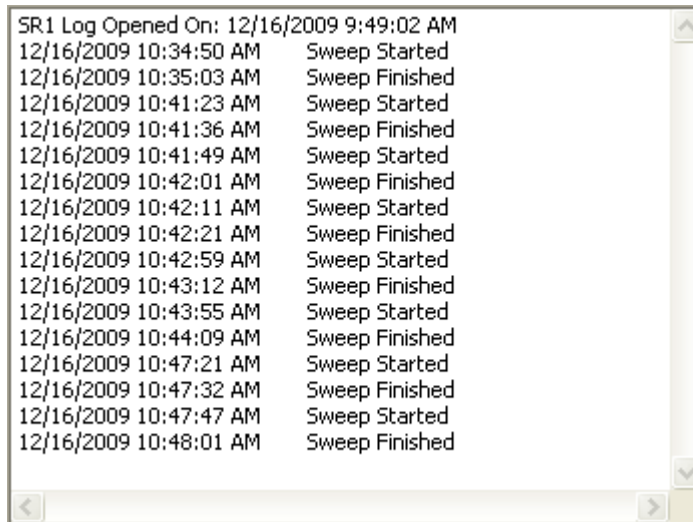 SR1 Log Opened On: 12/16/2009 9:49:02 AM
12/16/2009 10:34:50 AM Sweep Started
12/16/2009 10:35:03 AM Sweep Finished
12/16/2009 10:41:23 AM Sweep Started
12/16/2009 10:41:36 AM Sweep Finished
12/16/2009 10:41:49 AM Sweep Started
12/16/2009 10:42:01 AM Sweep Finished
12/16/2009 10:42:11 AM Sweep Started
12/16/2009 10:42:21 AM Sweep Finished
12/16/2009 10:42:59 AM Sweep Started
12/16/2009 10:43:12 AM Sweep Finished
12/16/2009 10:43:55 AM Sweep Started
12/16/2009 10:44:09 AM Sweep Finished
12/16/2009 10:47:21 AM Sweep Started
12/16/2009 10:47:32 AM Sweep Finished
12/16/2009 10:47:47 AM Sweep Started
12/16/2009 10:48:01 AM Sweep Finished